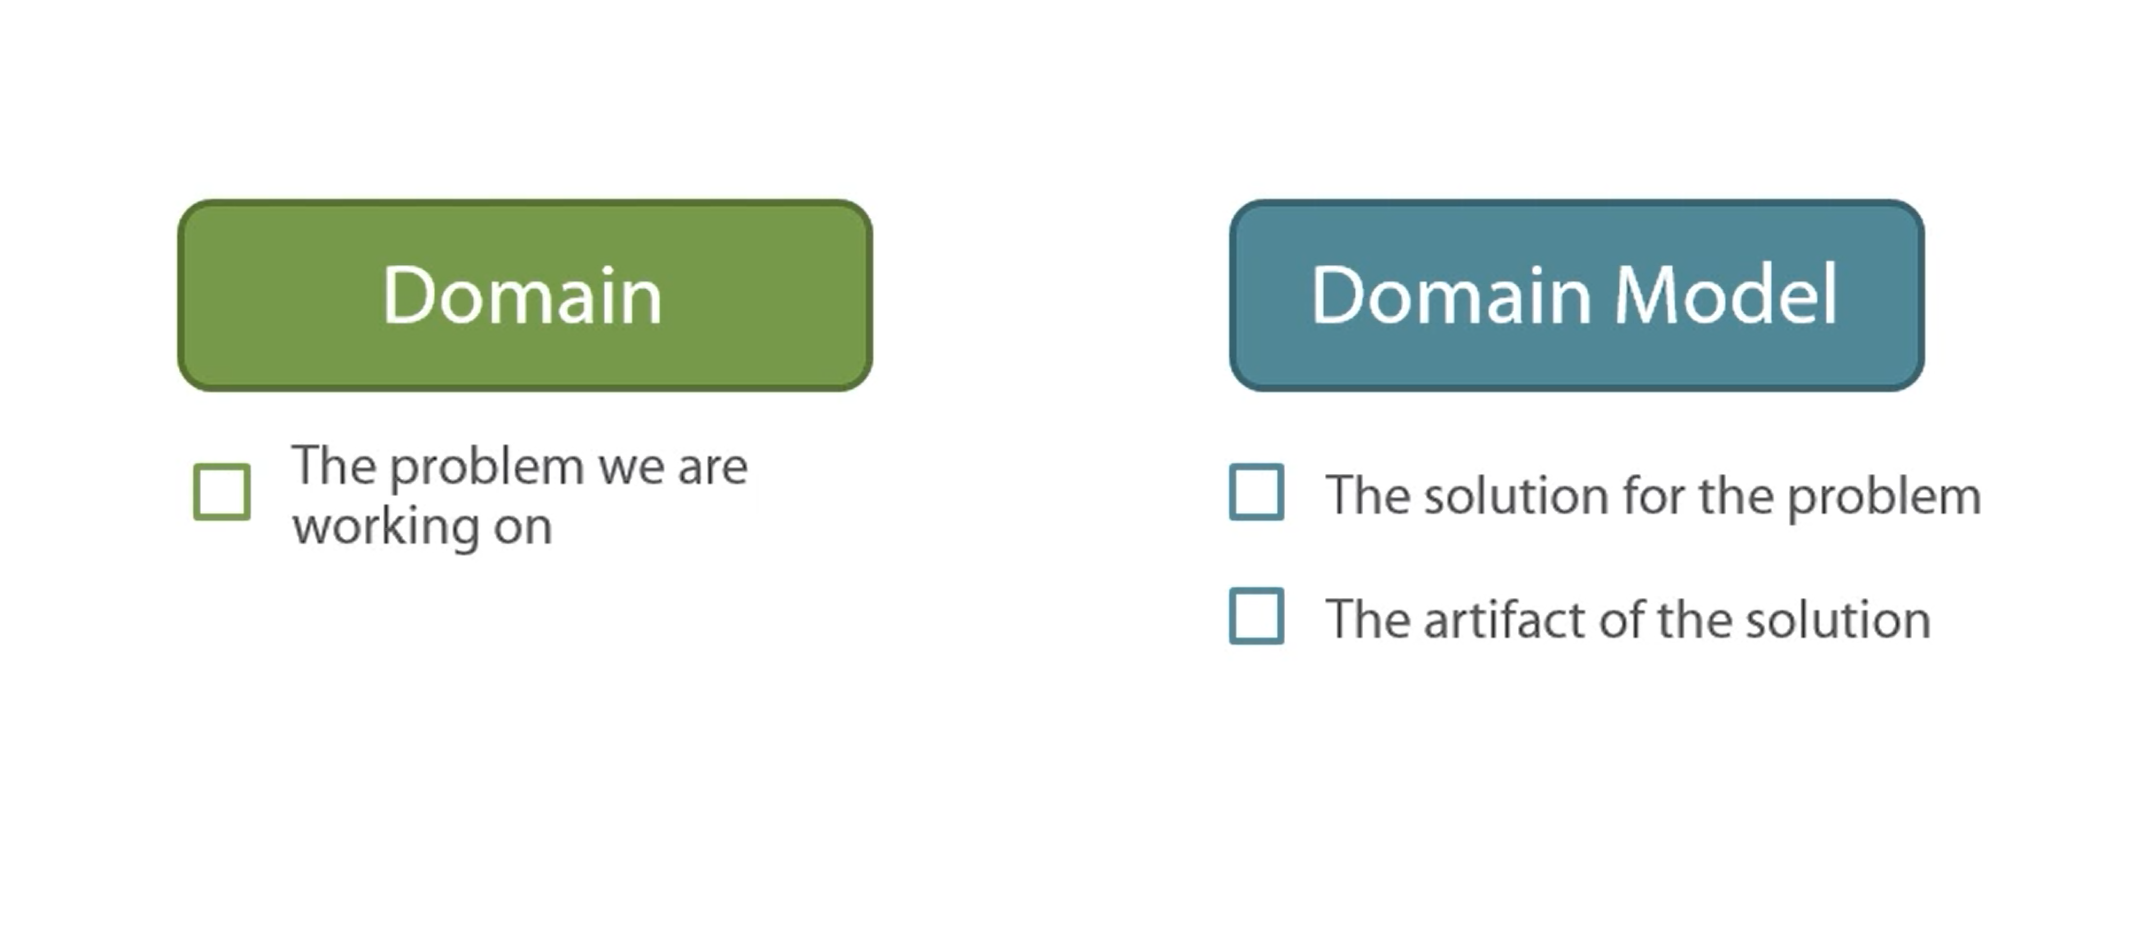 Domain
The problem we are
working on
Domain Model
The solution for the problem
The artifact of the solution